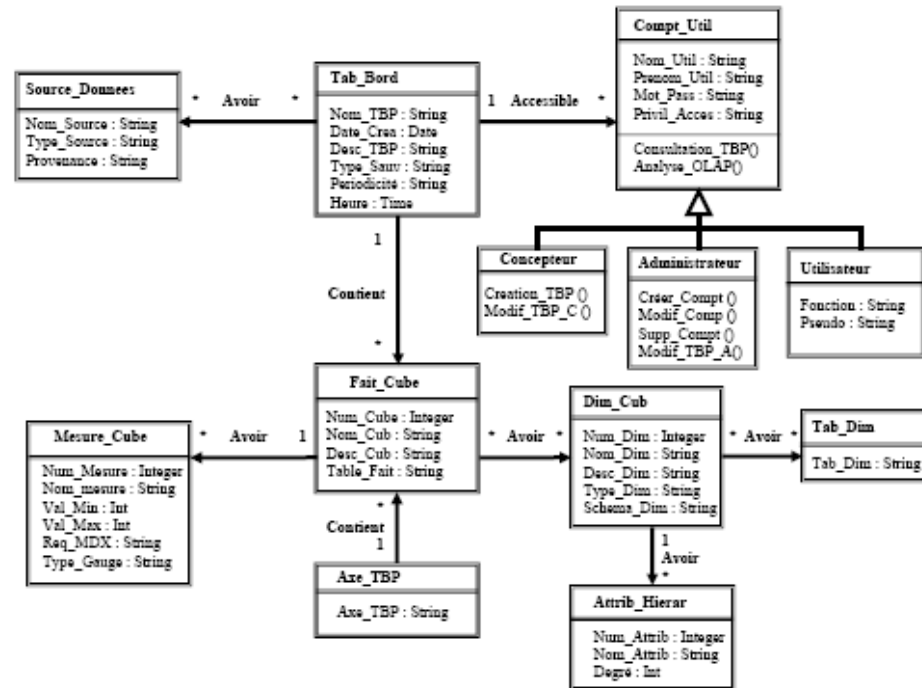 Compt_Util
Nom_Util : String
Prenom_Util : String
Mot_Pass : String
Privil_Acces : String
Consultation_TBP()
Analyse_OLAP()
Tab_Bord
Nom_TBP : String
Date_Crea : Date
Desc_TBP : String
Type_Sauv : String
Periodicité : String
Heure : Time
Source_Donnees
Nom_Source : String
Type_Source : String
Provenance : String
* Avoir *
1 Accessible *
1
Contient
*
Concepteur
Creation_TBP ()
Modif_TBP_C ()
Administrateur
Créer_Compt ()
Modif_Comp ()
Supp_Compt ()
Modif_TBP_A()
Utilisateur
Fonction : String
Pseudo : String
Fait_Cube
Num_Cube : Integer
Nom_Cub : String
Desc_Cub : String
Table_Fait : String
Mesure_Cube
Num_Mesure : Integer
Nom_mesure : String
Val_Min : Int
Val_Max : Int
Req_MDX : String
Type_Gauge : String
* Avoir 1
* Avoir *
Dim_Cub
Num_Dim : Integer
Nom_Dim : String
Desc_Dim : String
Type_Dim : String
Schema_Dim : String
* Avoir *
Tab_Dim
Tab_Dim : String
*
Contient
1
Axe_TBP
Axe_TBP : String
1
Avoir
*
Attrib_Hierar
Num_Attrib : Integer
Nom_Attrib : String
Degré : Int